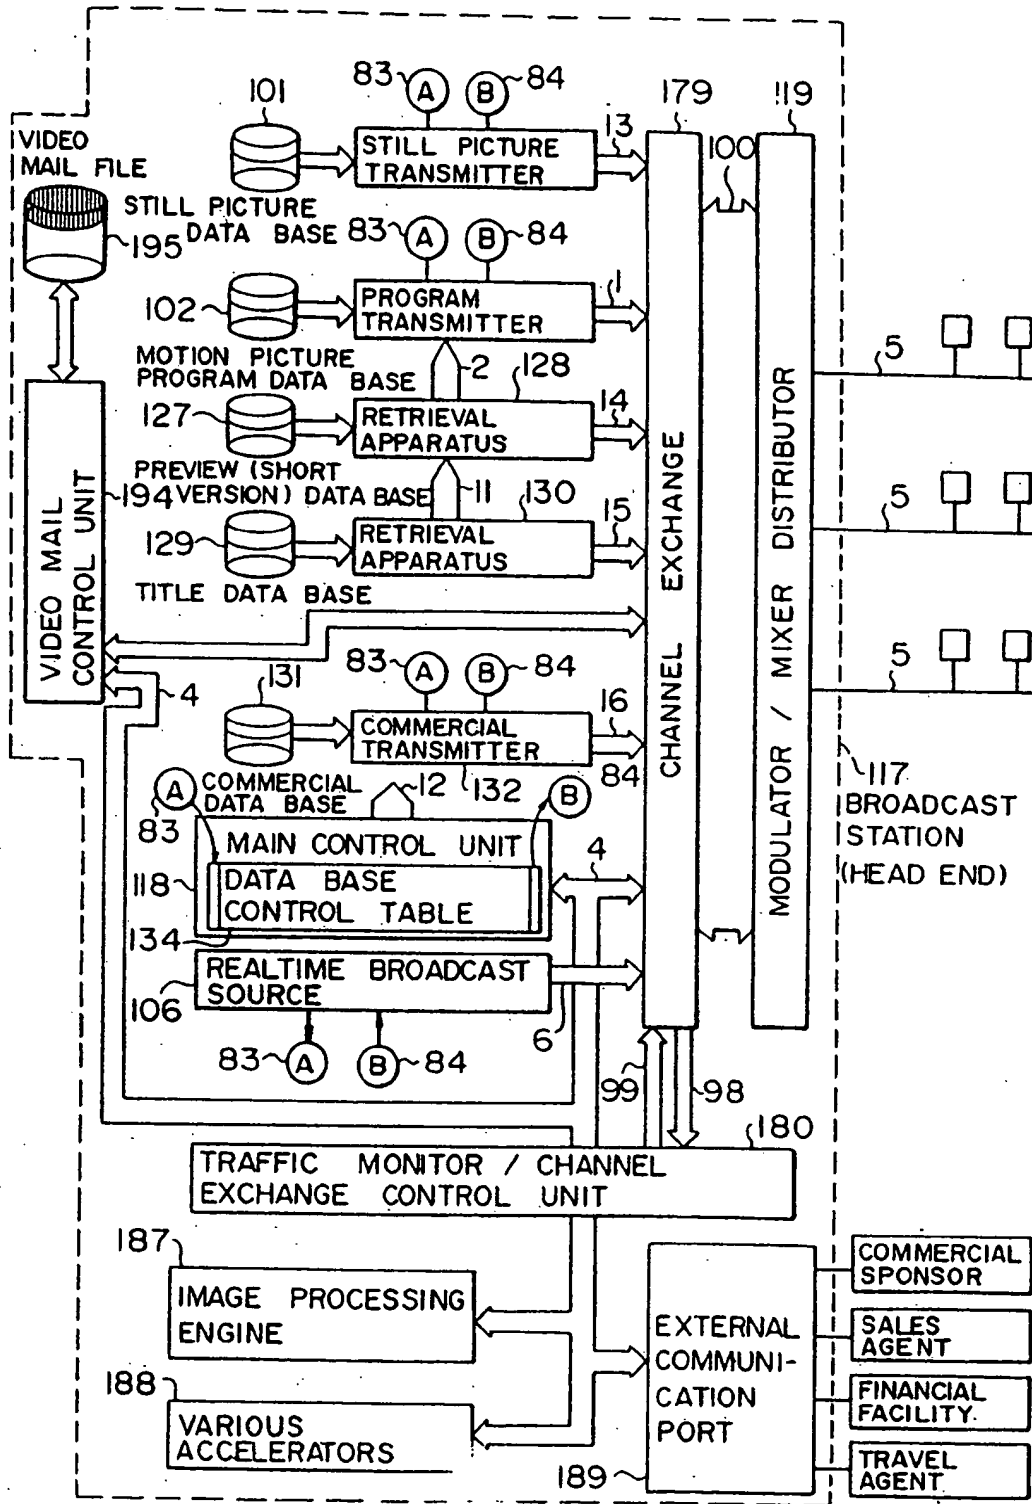 83
A
B
84
101
179
119
VIDEO
MAIL FILE
STILL PICTURE
TRANSMITTER
13
100
STILL PICTURE
DATA BASE
195
83
A
B
84
102
PROGRAM
TRANSMITTER
1
MOTION PICTURE
PROGRAM DATA BASE
2
128
5
127
RETRIEVAL
APPARATUS
14
PREVIEW (SHORT
VERSION) DATA BASE
11
130
194
VIDEO MAIL
CONTROL UNIT
129
RETRIEVAL
APPARATUS
15
5
TITLE DATA BASE
CHANNEL EXCHANGE
MODULATOR / MIXER DISTRIBUTOR
4
131
83
A
B
84
5
COMMERCIAL
TRANSMITTER
16
84
132
COMMERCIAL
DATA BASE
12
A
83
B
117
BROADCAST
STATION
(HEAD END)
MAIN CONTROL UNIT
118
DATA BASE
CONTROL TABLE
134
4
REALTIME BROADCAST
SOURCE
106
6
83
A
B
84
99
98
180
TRAFFIC MONITOR / CHANNEL
EXCHANGE CONTROL UNIT
187
IMAGE PROCESSING
ENGINE
188
VARIOUS
ACCELERATORS
EXTERNAL
COMMUNI-
CATION
PORT
189
COMMERCIAL
SPONSOR
SALES
AGENT
FINANCIAL
FACILITY.
TRAVEL
AGENT